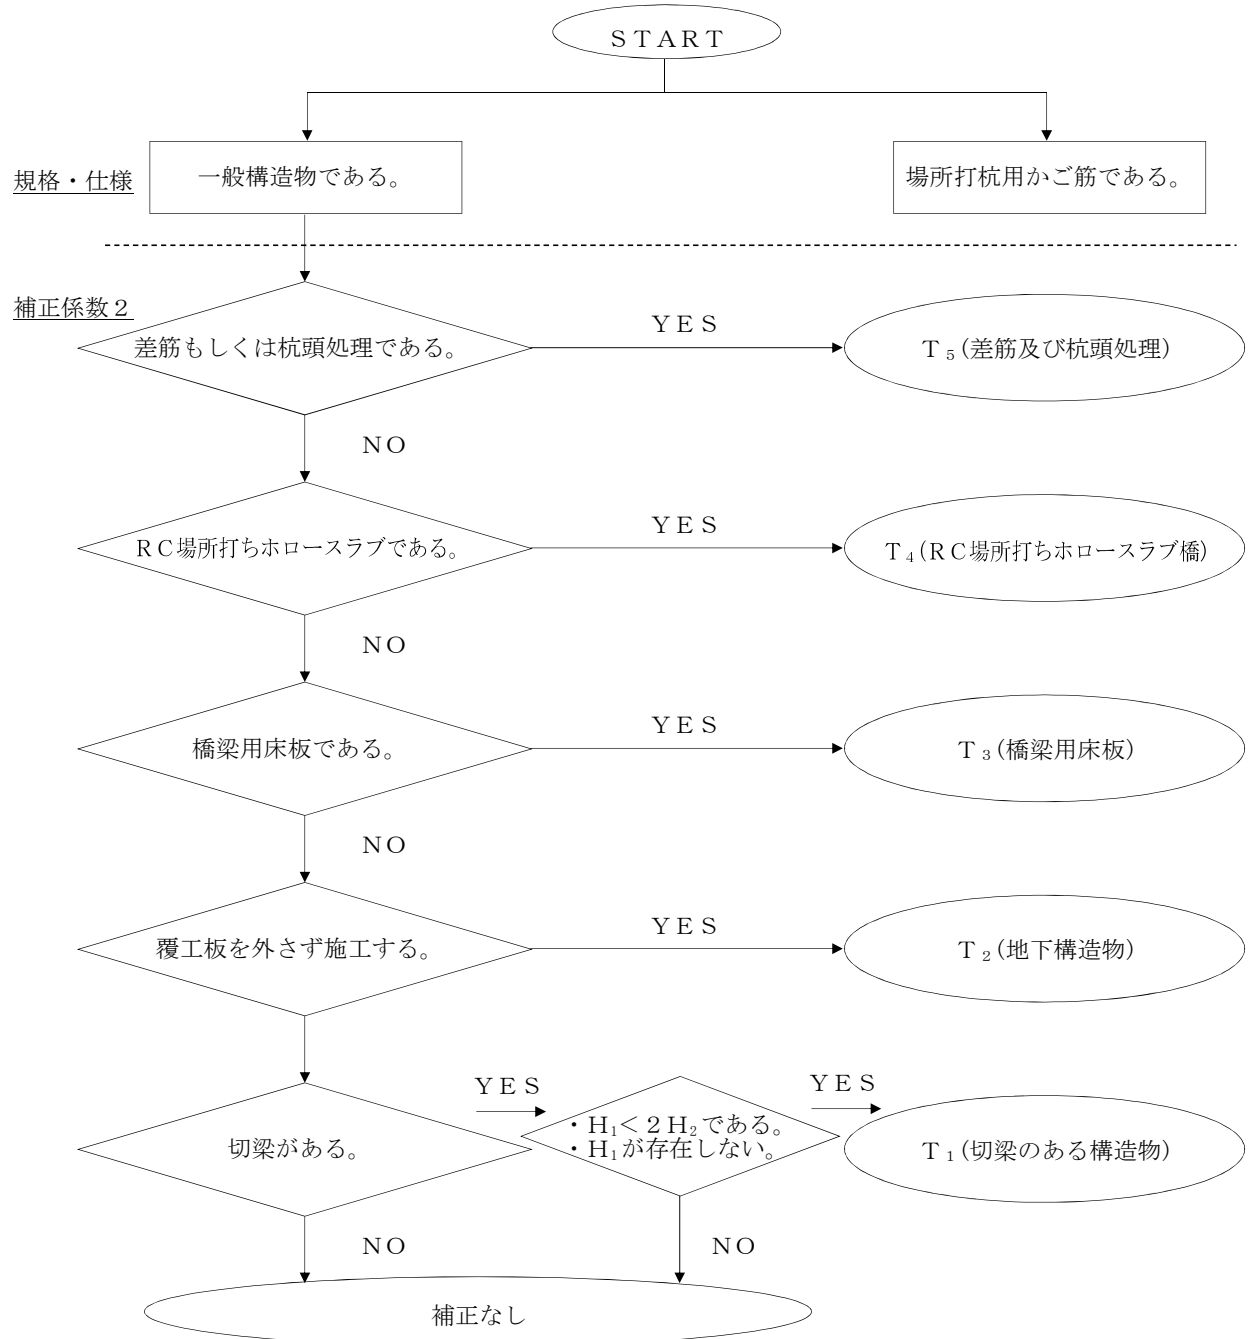 ＳＴＡＲＴ
規格・仕様
一般構造物である。
場所打杭用かご筋である。
補正係数２
差筋もしくは杭頭処理である。
ＹＥＳ
Ｔ₅(差筋及び杭頭処理)
ＮＯ
ＲＣ場所打ちホロースラブである。
ＹＥＳ
Ｔ₄(ＲＣ場所打ちホロースラブ橋)
ＮＯ
橋梁用床板である。
ＹＥＳ
Ｔ₃(橋梁用床板)
ＮＯ
覆工板を外さず施工する。
ＹＥＳ
Ｔ₂(地下構造物)
切梁がある。
ＹＥＳ
・Ｈ₁＜２Ｈ₂である。
・Ｈ₁が存在しない。
ＹＥＳ
Ｔ₁(切梁のある構造物)
ＮＯ
ＮＯ
補正なし